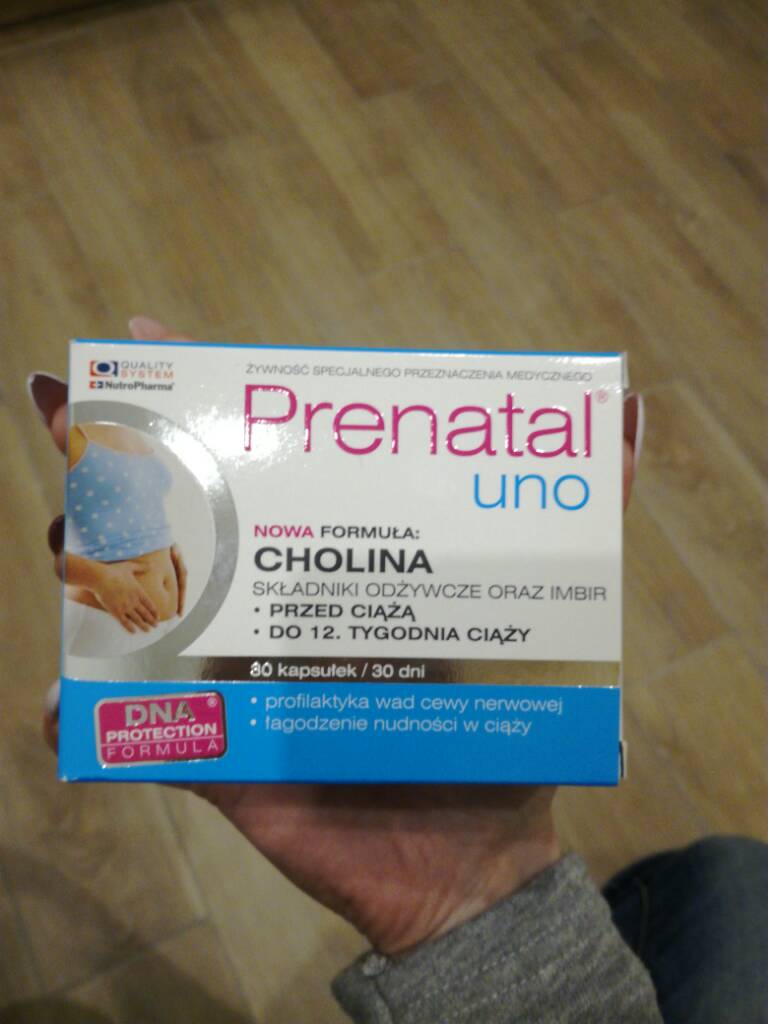 QUALITY
SYSTEM
NutroPharma®
ŻYWNOŚĆ SPECJALNEGO PRZEZNACZENIA MEDYCZNEGO
Prenatal®
uno
NOWA FORMUŁA:
CHOLINA
SKŁADNIKI ODŻYWCZE ORAZ IMBIR
• PRZED CIĄŻĄ
• DO 12. TYGODNIA CIĄŻY
30 kapsułek / 30 dni
DNA®
PROTECTION
FORMULA
• profilaktyka wad cewy nerwowej
• łagodzenie nudności w ciąży